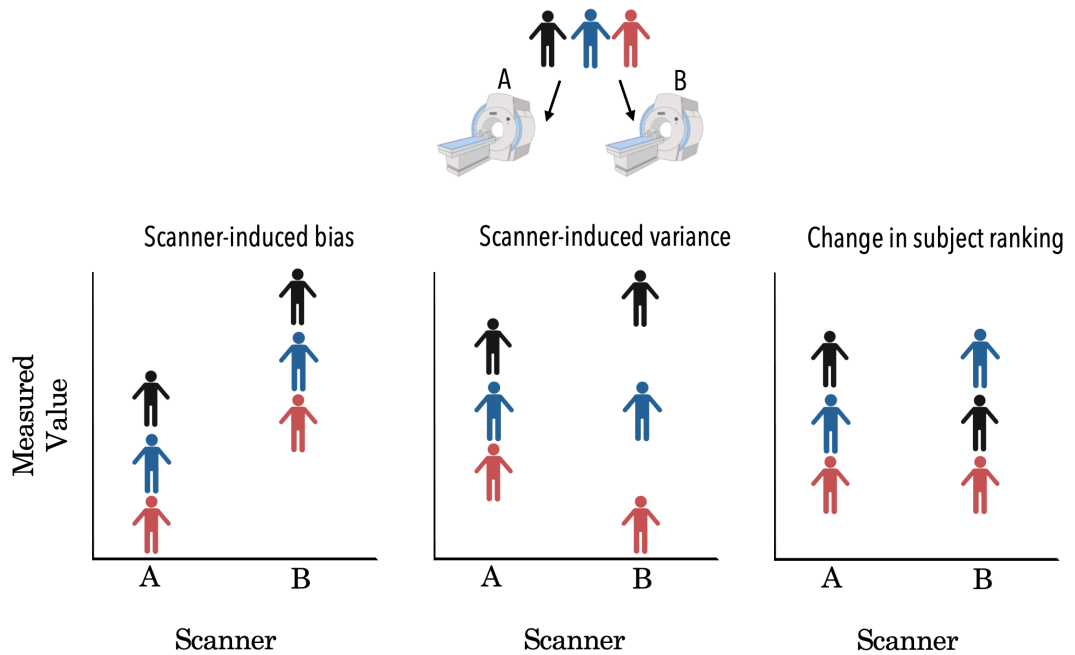 A
B
Scanner-induced bias
Scanner-induced variance
Change in subject ranking
Measured
Value
A
B
A
B
A
B
Scanner
Scanner
Scanner